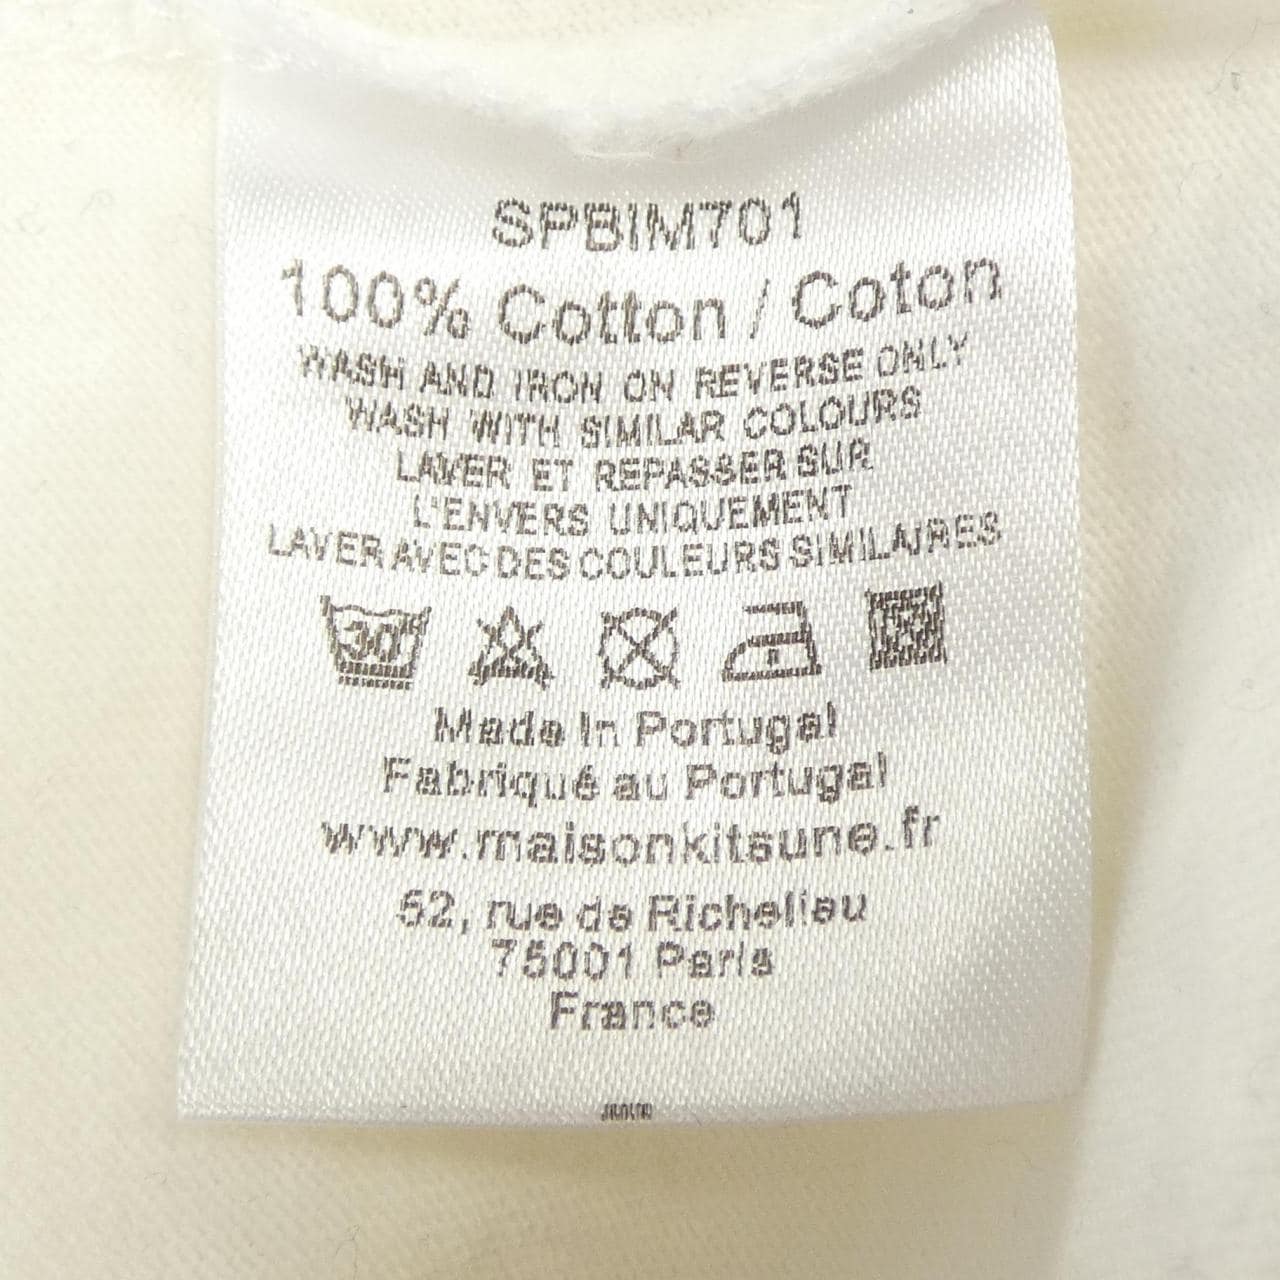 SPBIM701
100% Cotton / Coton
WASH AND IRON ON REVERSE ONLY
WASH WITH SIMILAR COLOURS
LAVER ET REPASSER SUR
L'ENVERS UNIQUEMENT
LAVER AVEC DES COULEURS SIMILAIRES
30°
Made In Portugal
Fabriqué au Portugal
www.maisonkitsune.fr
52, rue de Richelieu
75001 Paris
France